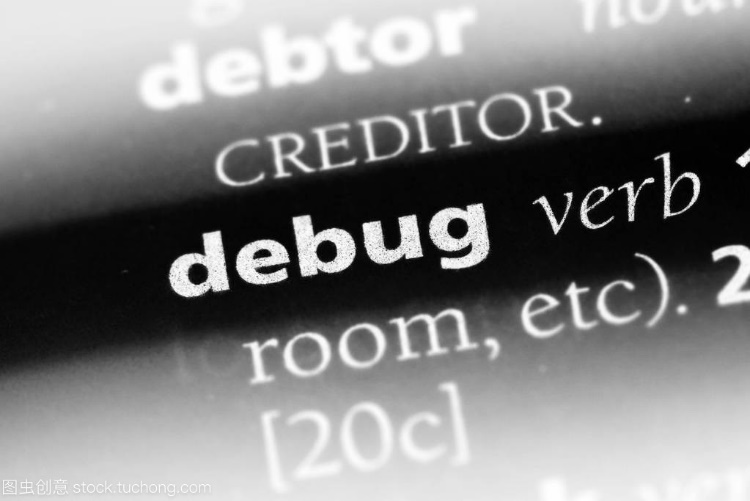 debtor
CREDITOR.
debug verb
room, etc). 2
[20c]
图虫创意 stock.tuchong.com